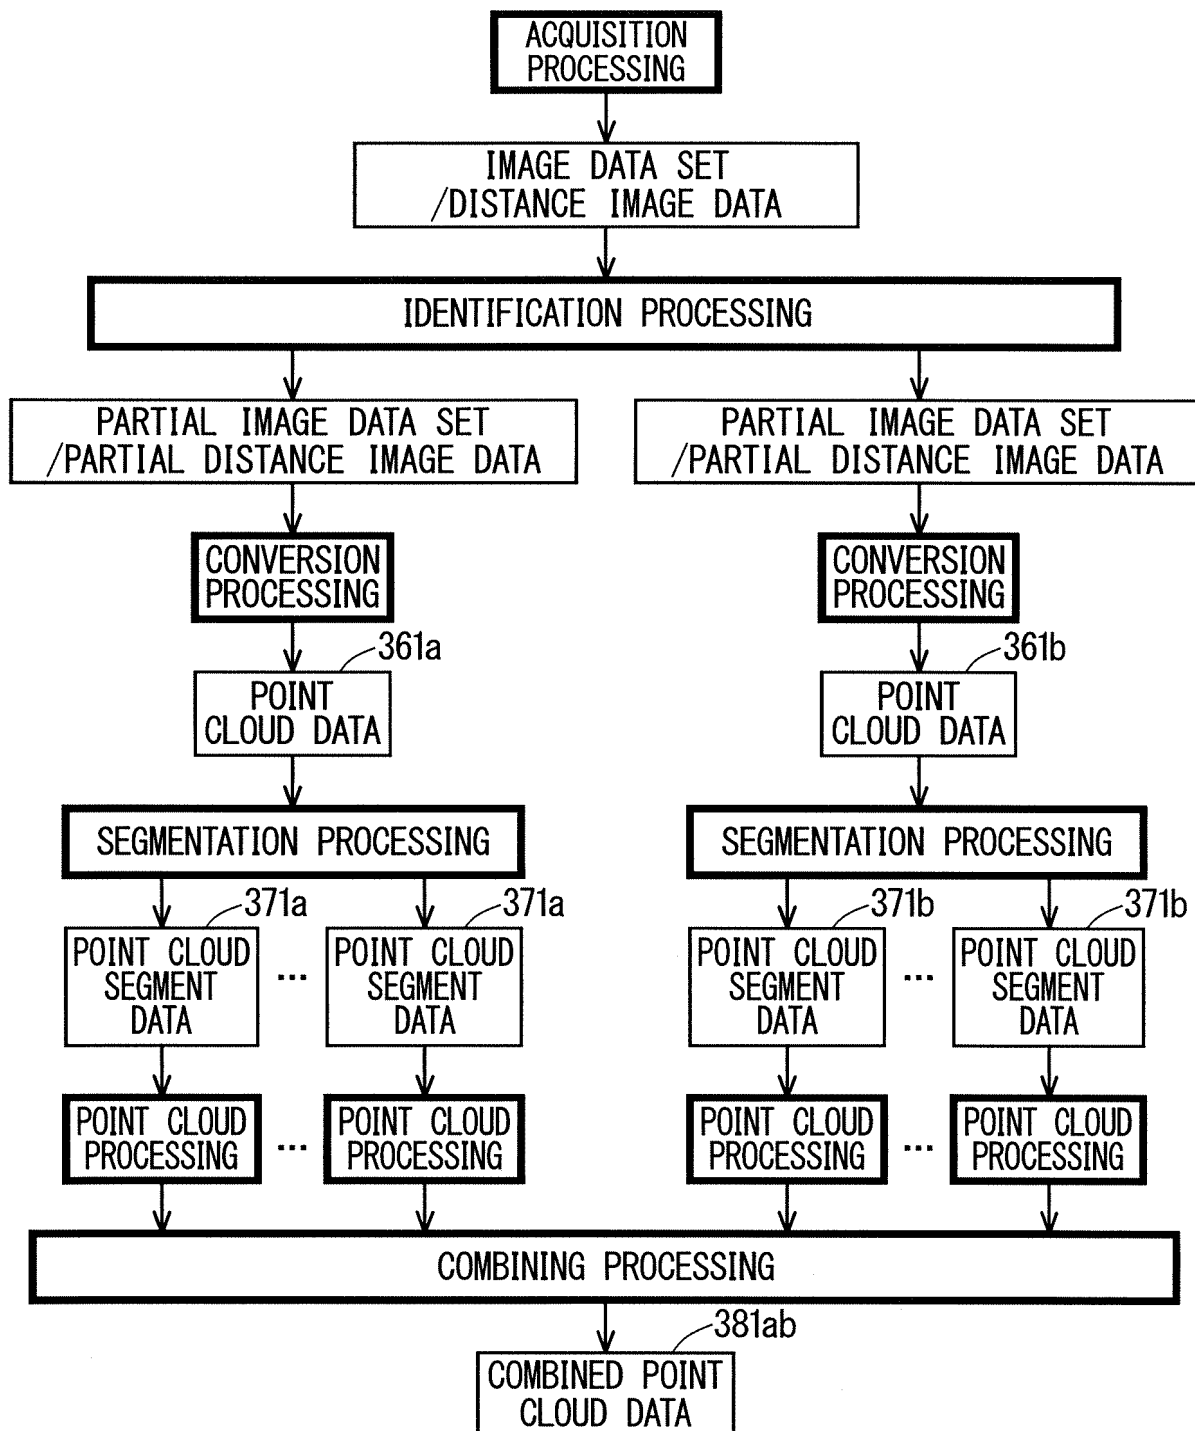 ACQUISITION
PROCESSING
IMAGE DATA SET
/DISTANCE IMAGE DATA
IDENTIFICATION PROCESSING
PARTIAL IMAGE DATA SET
/PARTIAL DISTANCE IMAGE DATA
PARTIAL IMAGE DATA SET
/PARTIAL DISTANCE IMAGE DATA
CONVERSION
PROCESSING
CONVERSION
PROCESSING
361a
POINT
CLOUD DATA
361b
POINT
CLOUD DATA
SEGMENTATION PROCESSING
SEGMENTATION PROCESSING
371a
POINT CLOUD
SEGMENT
DATA
...
371a
POINT CLOUD
SEGMENT
DATA
371b
POINT CLOUD
SEGMENT
DATA
...
371b
POINT CLOUD
SEGMENT
DATA
POINT CLOUD
PROCESSING
...
POINT CLOUD
PROCESSING
POINT CLOUD
PROCESSING
...
POINT CLOUD
PROCESSING
COMBINING PROCESSING
381ab
COMBINED POINT
CLOUD DATA